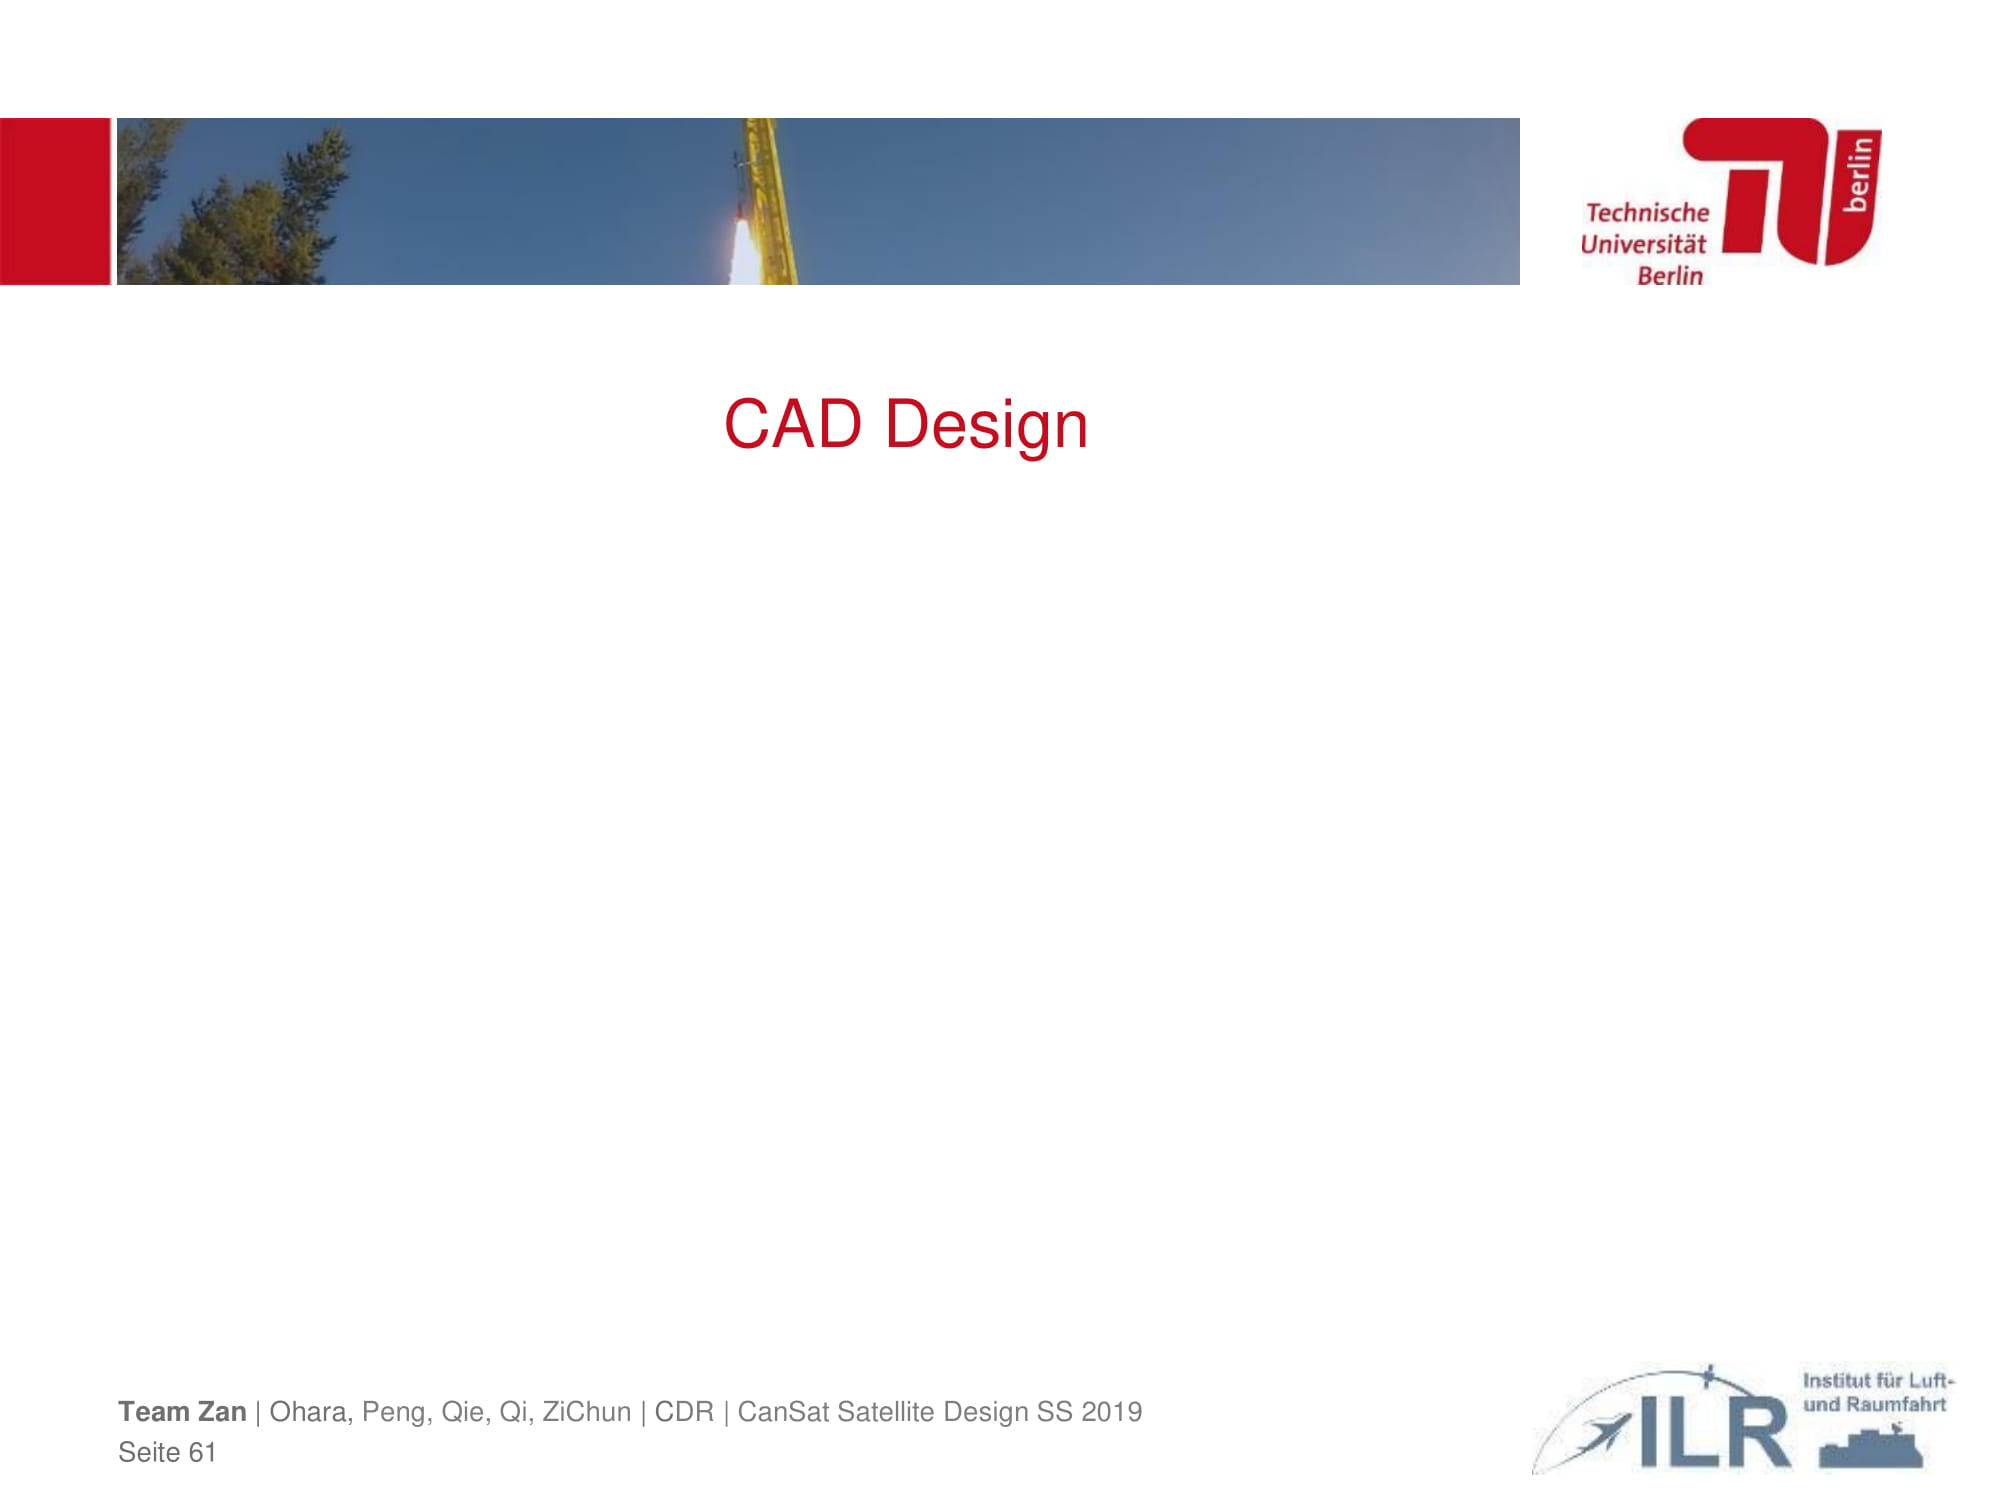 berlin
Technische
Universität
Berlin
CAD Design
Team Zan | Ohara, Peng, Qie, Qi, ZiChun | CDR | CanSat Satellite Design SS 2019
Seite 61
ILR
Institut für Luft-
und Raumfahrt